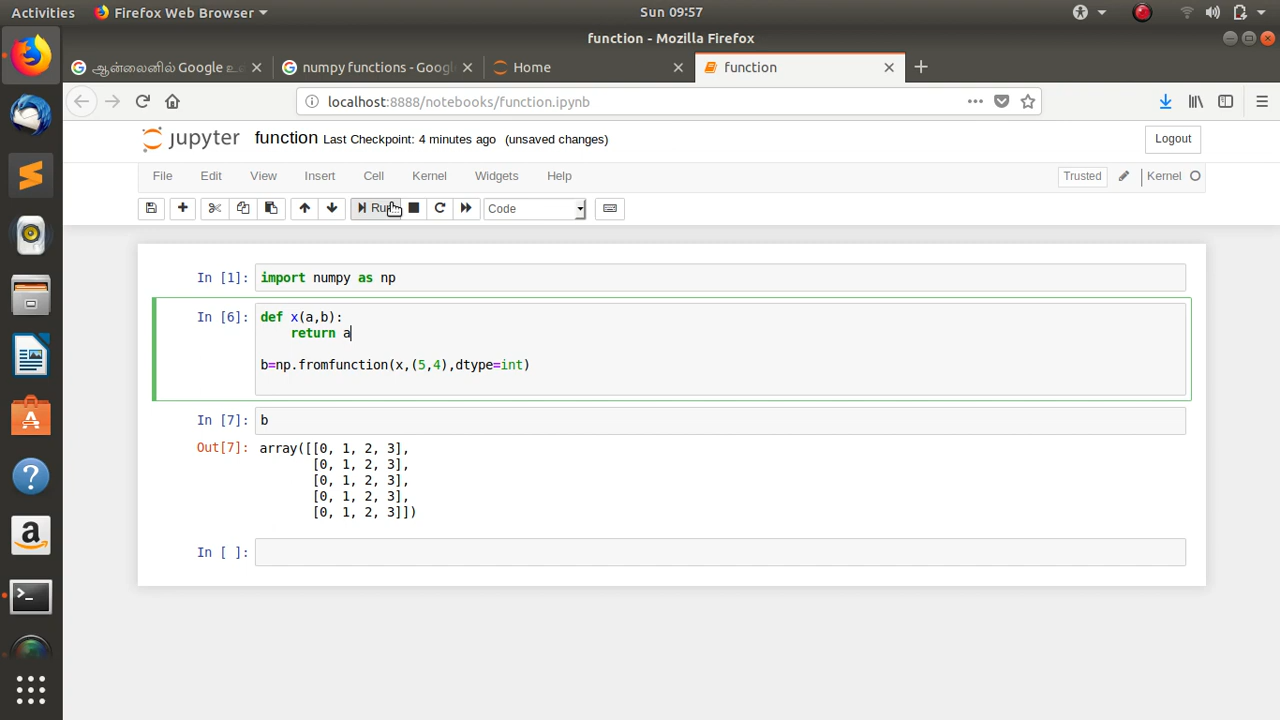 Activities Firefox Web Browser Sun 09:57
function - Mozilla Firefox
ஆன்லைனில் Google உ numpy functions - Goog Home function
localhost:8888/notebooks/function.ipynb
jupyter function Last Checkpoint: 4 minutes ago (unsaved changes) Logout
File Edit View Insert Cell Kernel Widgets Help Trusted Kernel
Run Code
In [1]: import numpy as np
In [6]: def x(a,b):
return a
b=np.fromfunction(x,(5,4),dtype=int)
In [7]: b
Out[7]: array([[0, 1, 2, 3],
[0, 1, 2, 3],
[0, 1, 2, 3],
[0, 1, 2, 3],
[0, 1, 2, 3]])
In [ ]: